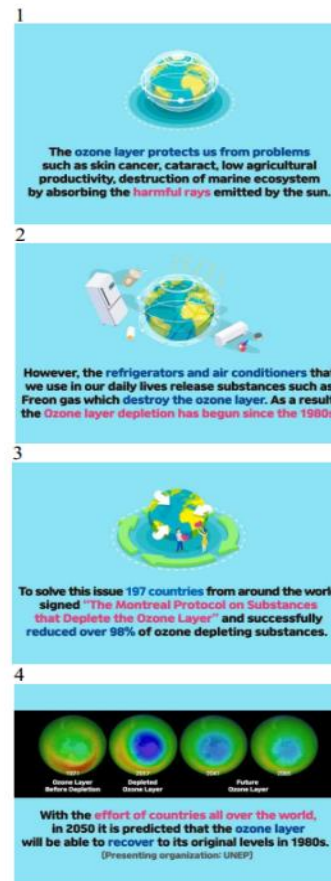 1
The ozone layer protects us from problems
such as skin cancer, cataract, low agricultural
productivity, destruction of marine ecosystem
by absorbing the harmful rays emitted by the sun.
2
However, the refrigerators and air conditioners that
we use in our daily lives release substances such as
Freon gas which destroy the ozone layer. As a result
the Ozone layer depletion has begun since the 1980s
3
To solve this issue 197 countries from around the world
signed "The Montreal Protocol on Substances
that Deplete the Ozone Layer" and successfully
reduced over 98% of ozone depleting substances.
4
Ozone Layer
Before Depletion
Depleted
Ozone Layer
Future
Ozone Layer
With the effort of countries all over the world,
in 2050 it is predicted that the ozone layer
will be able to recover to its original levels in 1980s.
(Presenting organization: UNEP)